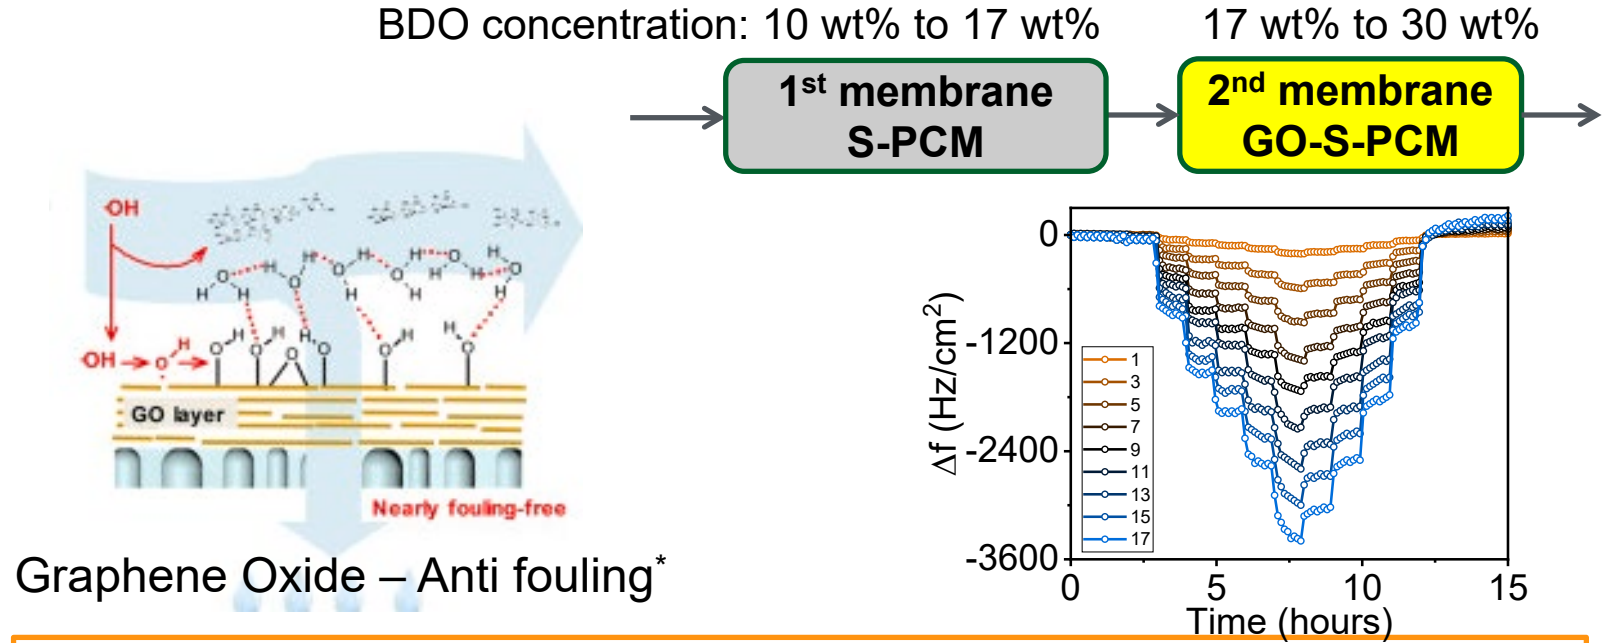 BDO concentration: 10 wt% to 17 wt%
17 wt% to 30 wt%
1st membrane
S-PCM
2nd membrane
GO-S-PCM
·OH
H
H
H
H
H
O
H
O
O
O
O
O
H
H
H
H
H
H
H
H
H
H
H
·OH
O
O
O
O
O
O
O
GO layer
Nearly fouling-free
Graphene Oxide – Anti fouling*
0
-1200
-2400
-3600
Δf (Hz/cm2)
1
3
5
7
9
11
13
15
17
0
5
10
15
Time (hours)